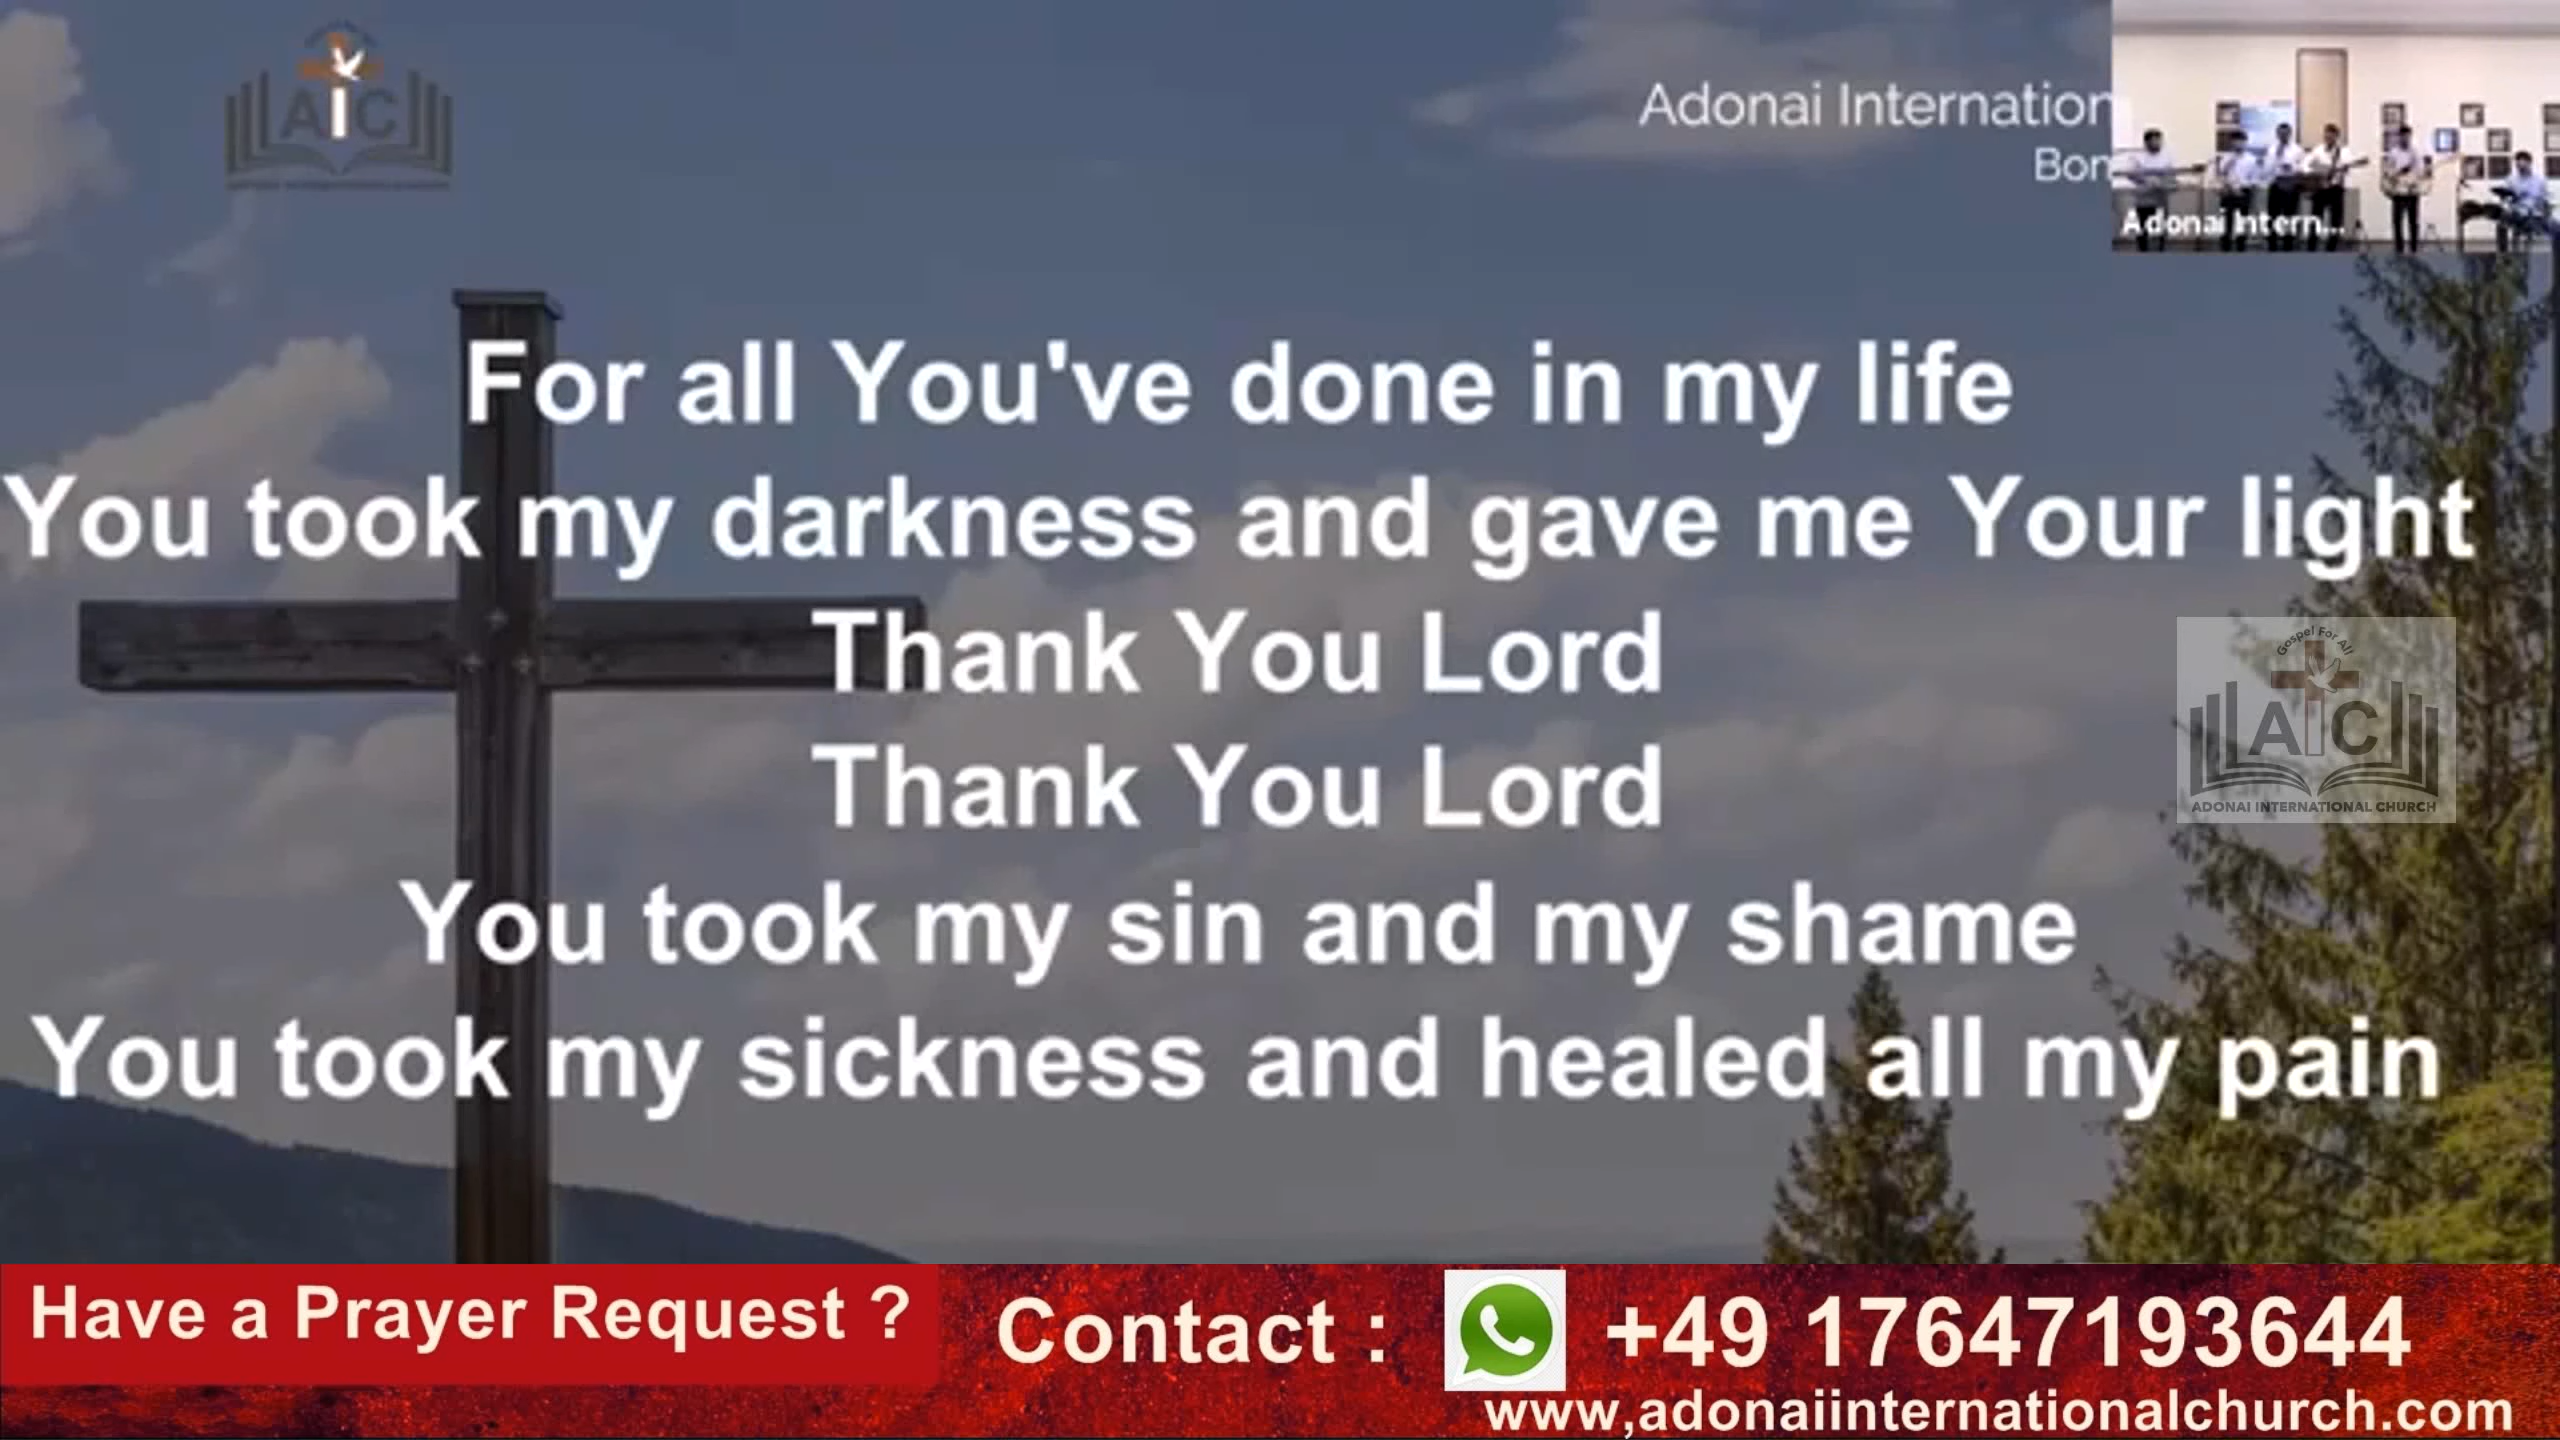 AiC
Adonai Internation
Bon
Adonai Intern...
For all You've done in my life
You took my darkness and gave me Your light
Thank You Lord
Thank You Lord
You took my sin and my shame
You took my sickness and healed all my pain
Gospel For All
AiC
ADONAI INTERNATIONAL CHURCH
Have a Prayer Request ?
Contact :
+49 17647193644
www,adonaiinternationalchurch.com